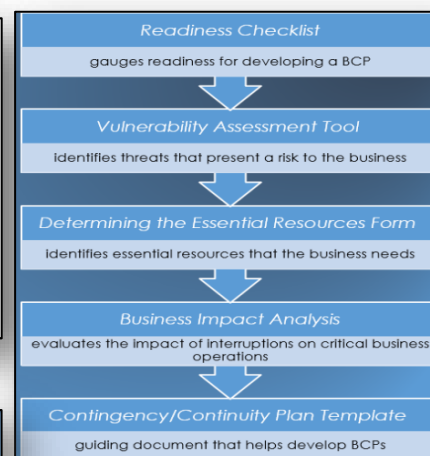 Readiness Checklist
gauges readiness for developing a BCP
Vulnerability Assessment Tool
identifies threats that present a risk to the business
Determining the Essential Resources Form
identifies essential resources that the business needs
Business Impact Analysis
evaluates the impact of interruptions on critical business
operations
Contingency/Continuity Plan Template
guiding document that helps develop BCPs